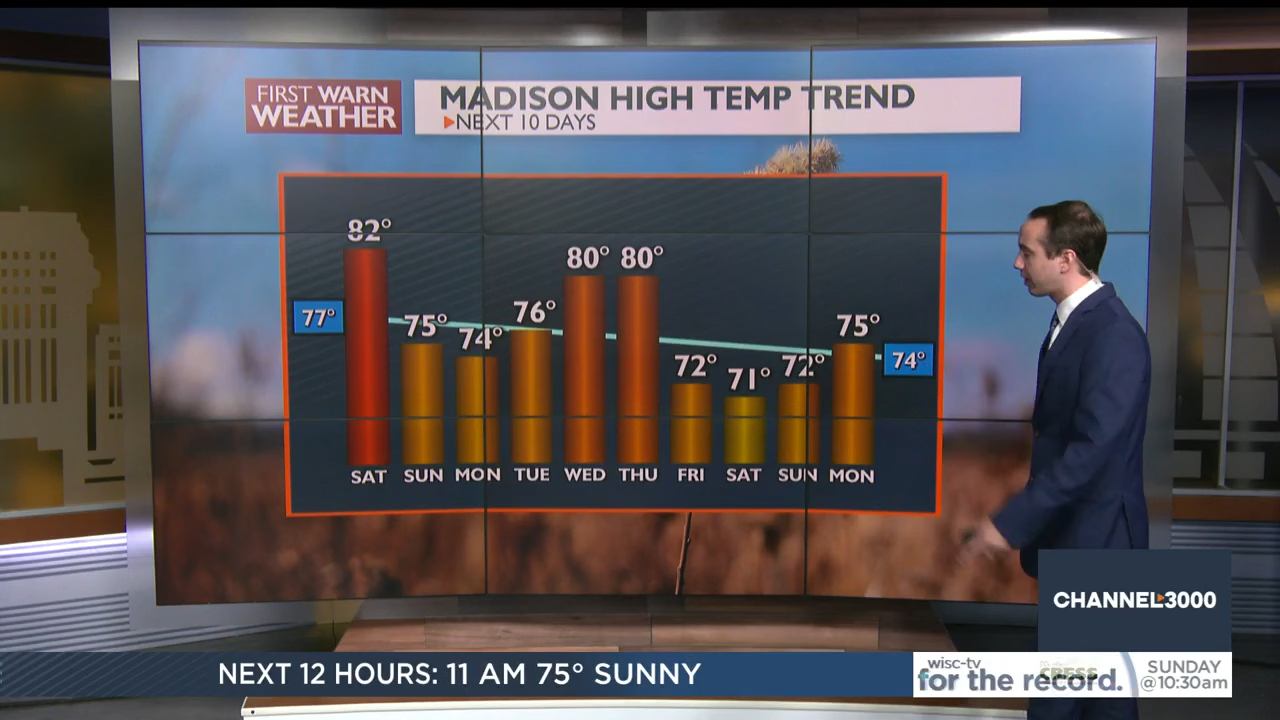 FIRST WARN
WEATHER
MADISON HIGH TEMP TREND
NEXT 10 DAYS
82° 75° 74° 76° 80° 80° 72° 71° 72° 75°
77°
74°
SAT SUN MON TUE WED THU FRI SAT SUN MON
CHANNEL3000
NEXT 12 HOURS: 11 AM 75° SUNNY
wisc-tv
for the record.
SUNDAY
@10:30am